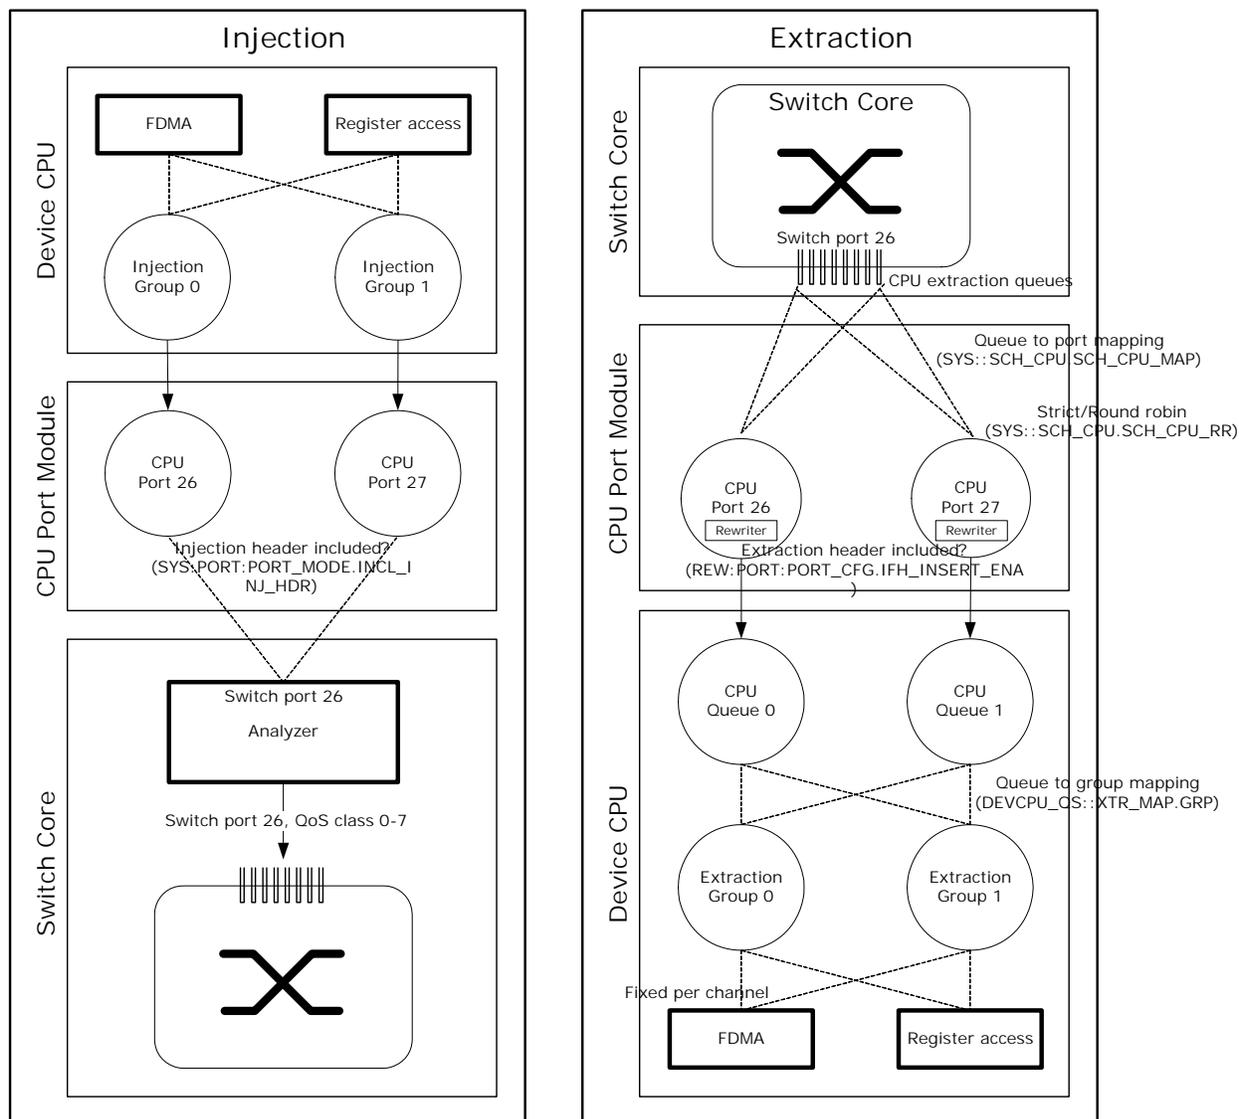 Injection
Device CPU
FDMA
Register access
Injection
Group 0
Injection
Group 1
CPU Port Module
CPU
Port 26
CPU
Port 27
Injection header included?
(SYS:PORT:PORT_MODE.INCL_I
NJ_HDR)
Switch Core
Switch port 26
Analyzer
Switch port 26, QoS class 0-7
Extraction
Switch Core
Switch Core
Switch port 26
CPU extraction queues
CPU Port Module
Queue to port mapping
(SYS::SCH_CPU.SCH_CPU_MAP)
Strict/Round robin
(SYS::SCH_CPU.SCH_CPU_RR)
CPU
Port 26
Rewriter
CPU
Port 27
Rewriter
Extraction header included?
(REW:PORT:PORT_CFG.IFH_INSERT_ENA
)
Device CPU
CPU
Queue 0
CPU
Queue 1
Queue to group mapping
(DEVCPU_QS::XTR_MAP.GRP)
Extraction
Group 0
Extraction
Group 1
Fixed per channel
FDMA
Register access